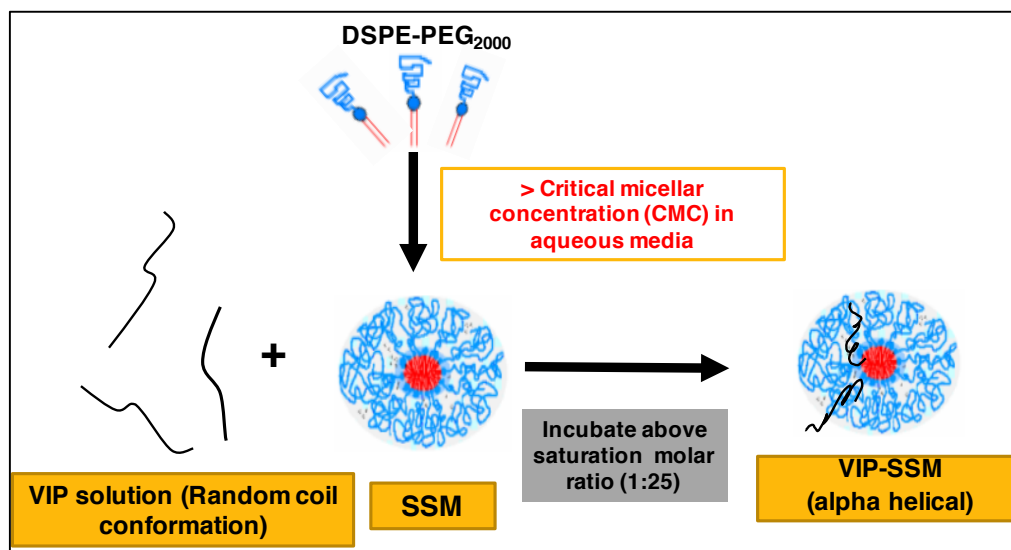 DSPE-PEG2000
> Critical micellar
concentration (CMC) in
aqueous media
+
Incubate above
saturation molar
ratio (1:25)
VIP solution (Random coil
conformation)
SSM
VIP-SSM
(alpha helical)